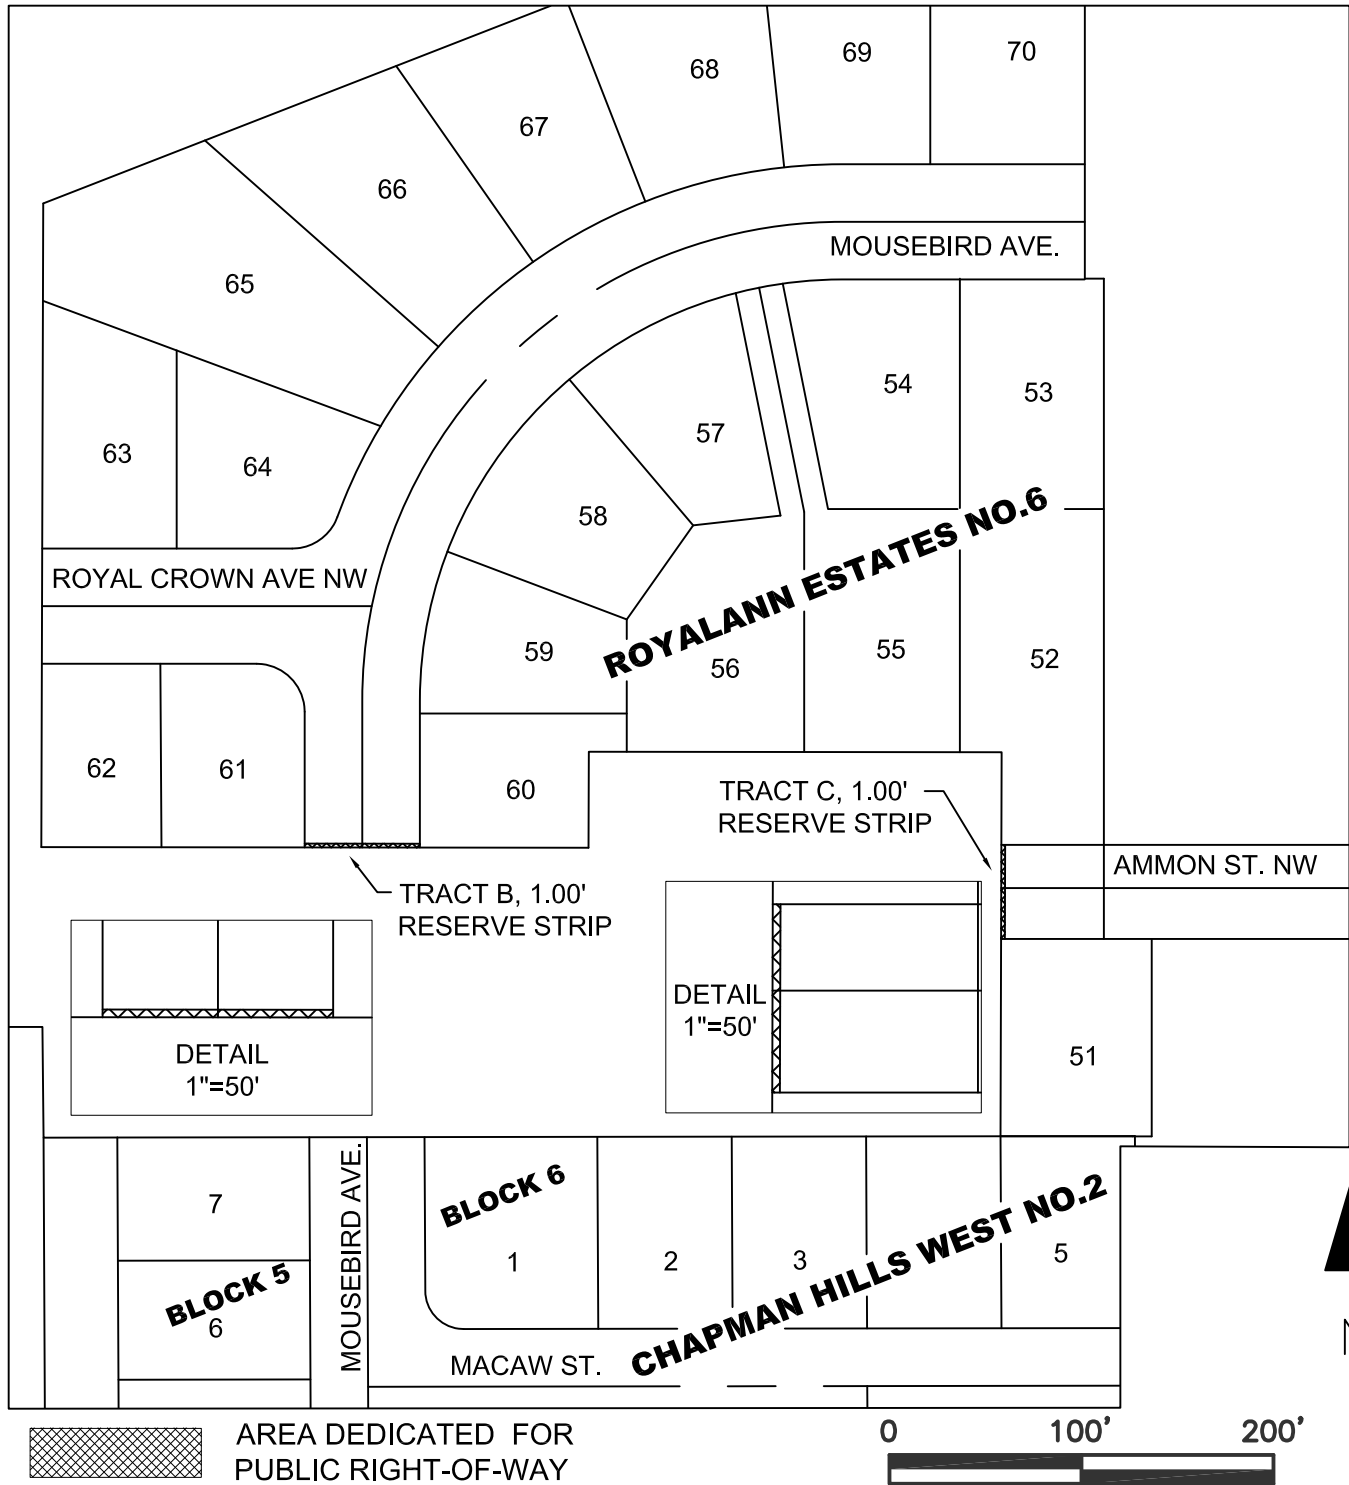 68
69
70
67
66
65
MOUSEBIRD AVE.
54
53
57
63
64
58
ROYALANN ESTATES NO.6
ROYAL CROWN AVE NW
59
56
55
52
62
61
60
TRACT C, 1.00'
RESERVE STRIP
AMMON ST. NW
TRACT B, 1.00'
RESERVE STRIP
DETAIL
1"=50'
DETAIL
1"=50'
51
7
MOUSEBIRD AVE.
BLOCK 6
BLOCK 5
6
1
2
3
5
CHAPMAN HILLS WEST NO.2
MACAW ST.
AREA DEDICATED FOR
PUBLIC RIGHT-OF-WAY
0 100' 200'